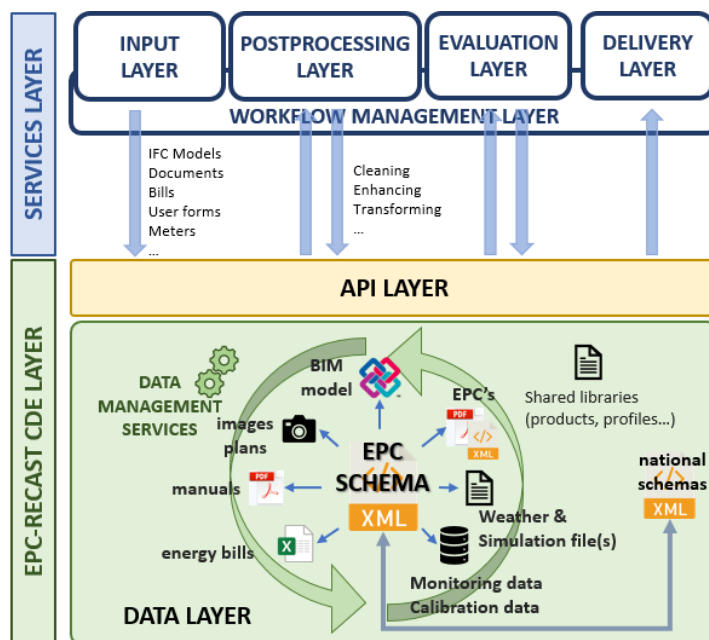 SERVICES LAYER
INPUT
LAYER
POSTPROCESSING
LAYER
EVALUATION
LAYER
DELIVERY
LAYER
WORKFLOW MANAGEMENT LAYER
IFC Models
Documents
Bills
User forms
Meters
...
Cleaning
Enhancing
Transforming
...
EPC-RECAST CDE LAYER
API LAYER
DATA
MANAGEMENT
SERVICES
BIM
model
EPC's
PDF
</>
XML
Shared libraries
(products, profiles...)
images
plans
EPC
SCHEMA
</>
XML
manuals
PDF
national
schemas
XML
energy bills
X
Weather &
Simulation file(s)
Monitoring data
Calibration data
DATA LAYER